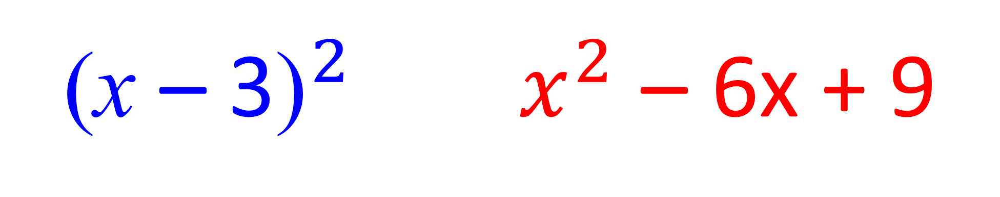 (x − 3)² x² − 6x + 9